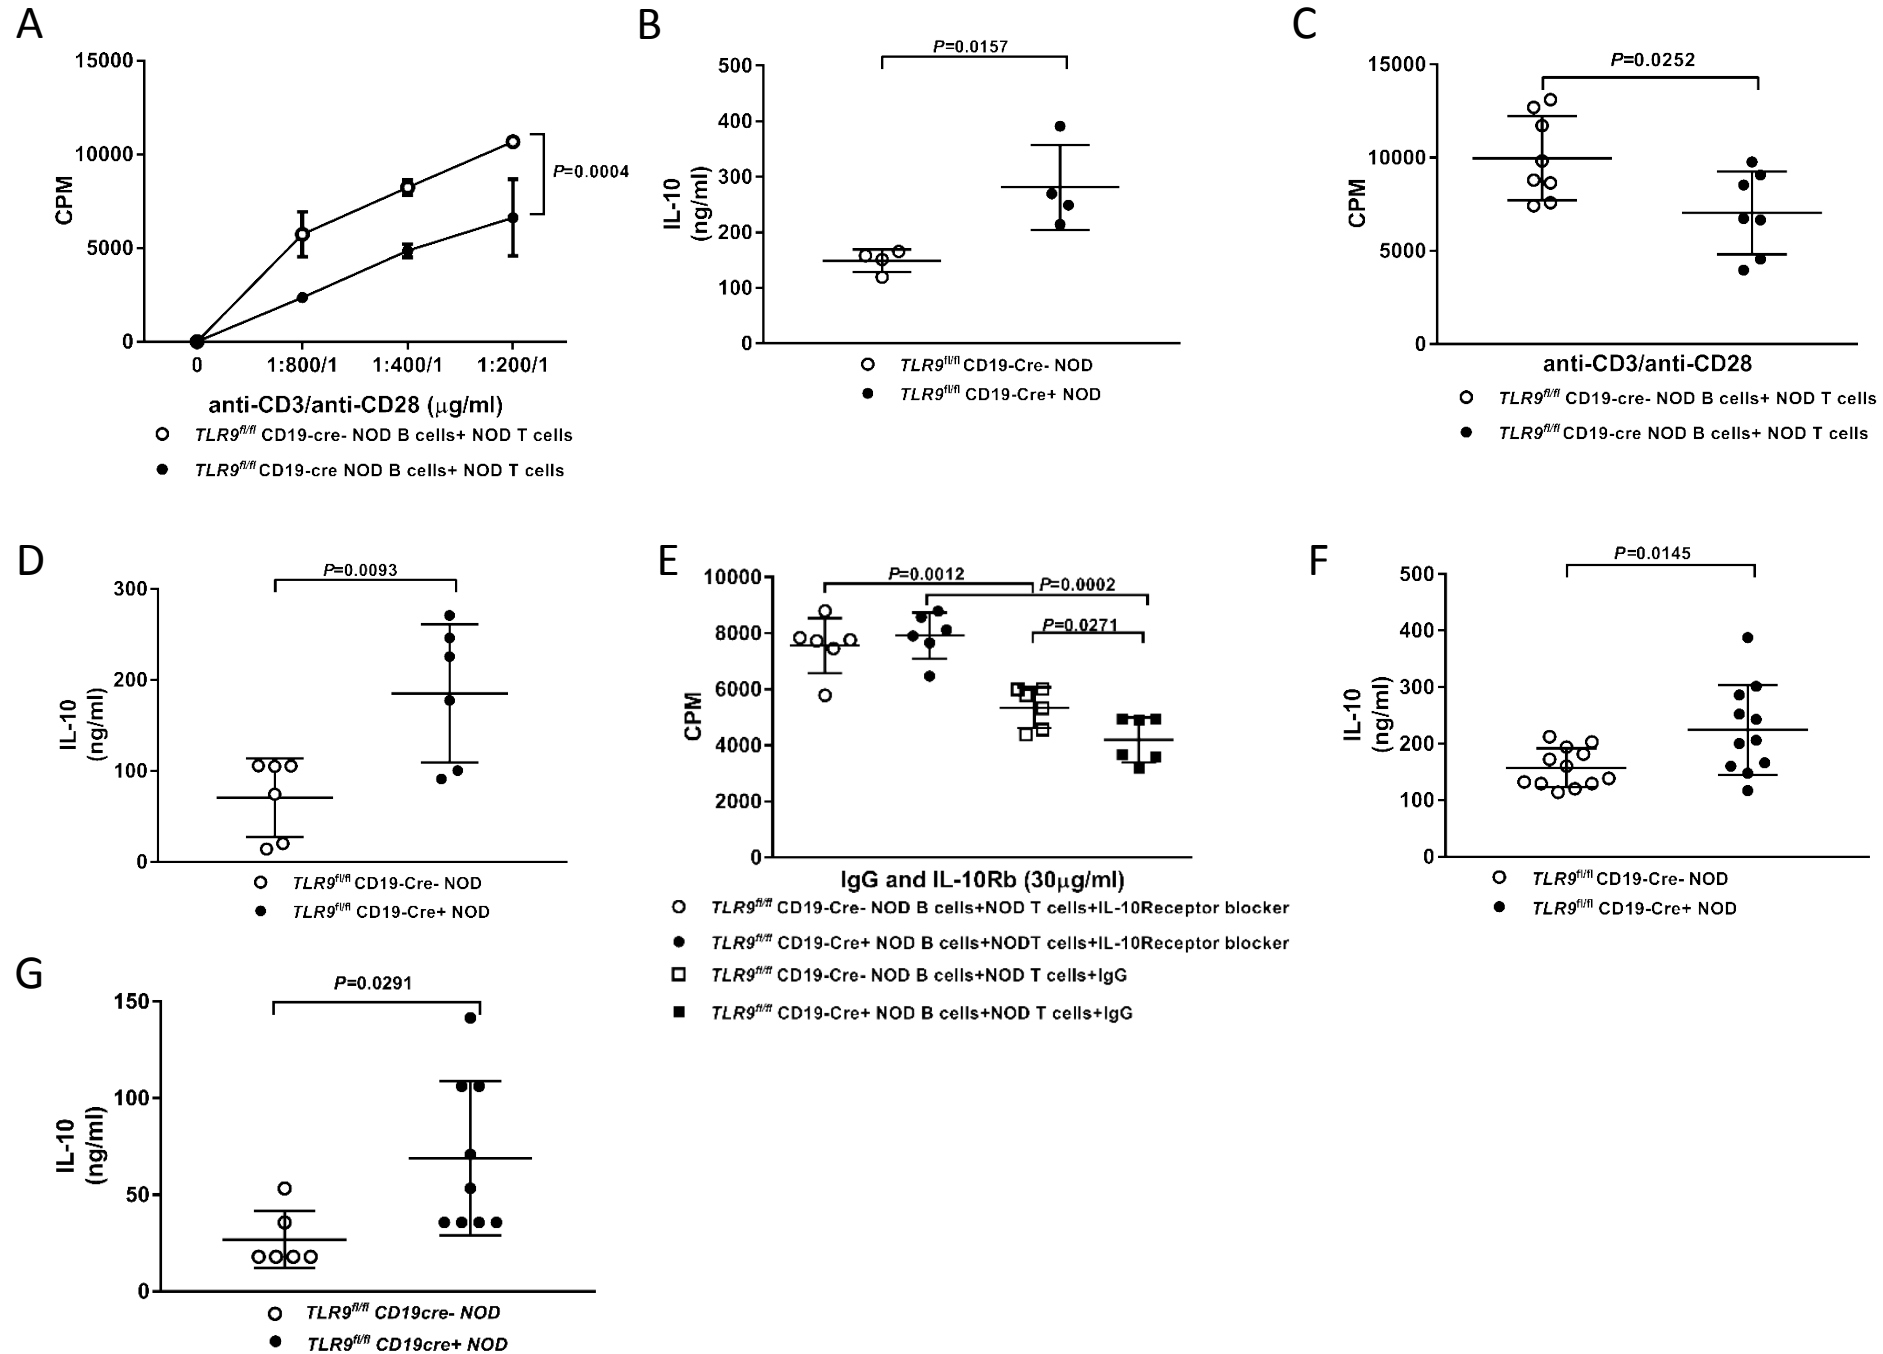 A
15000
10000
5000
0
CPM
P=0.0004
0
1:800/1
1:400/1
1:200/1
anti-CD3/anti-CD28 (μg/ml)
TLR9fl/fl CD19-cre- NOD B cells+ NOD T cells
TLR9fl/fl CD19-cre NOD B cells+ NOD T cells
B
P=0.0157
500
400
300
200
100
0
IL-10
(ng/ml)
TLR9fl/fl CD19-Cre- NOD
TLR9fl/fl CD19-Cre+ NOD
C
P=0.0252
15000
10000
5000
0
CPM
anti-CD3/anti-CD28
TLR9fl/fl CD19-cre- NOD B cells+ NOD T cells
TLR9fl/fl CD19-cre NOD B cells+ NOD T cells
D
P=0.0093
300
200
100
0
IL-10
(ng/ml)
TLR9fl/fl CD19-Cre- NOD
TLR9fl/fl CD19-Cre+ NOD
E
P=0.0012
P=0.0002
P=0.0271
10000
8000
6000
4000
2000
0
CPM
IgG and IL-10Rb (30μg/ml)
TLR9fl/fl CD19-Cre- NOD B cells+NOD T cells+IL-10Receptor blocker
TLR9fl/fl CD19-Cre+ NOD B cells+NODT cells+IL-10Receptor blocker
TLR9fl/fl CD19-Cre- NOD B cells+NOD T cells+IgG
TLR9fl/fl CD19-Cre+ NOD B cells+NOD T cells+IgG
F
P=0.0145
500
400
300
200
100
0
IL-10
(ng/ml)
TLR9fl/fl CD19-Cre- NOD
TLR9fl/fl CD19-Cre+ NOD
G
P=0.0291
150
100
50
0
IL-10
(ng/ml)
TLR9fl/fl CD19cre- NOD
TLR9fl/fl CD19cre+ NOD